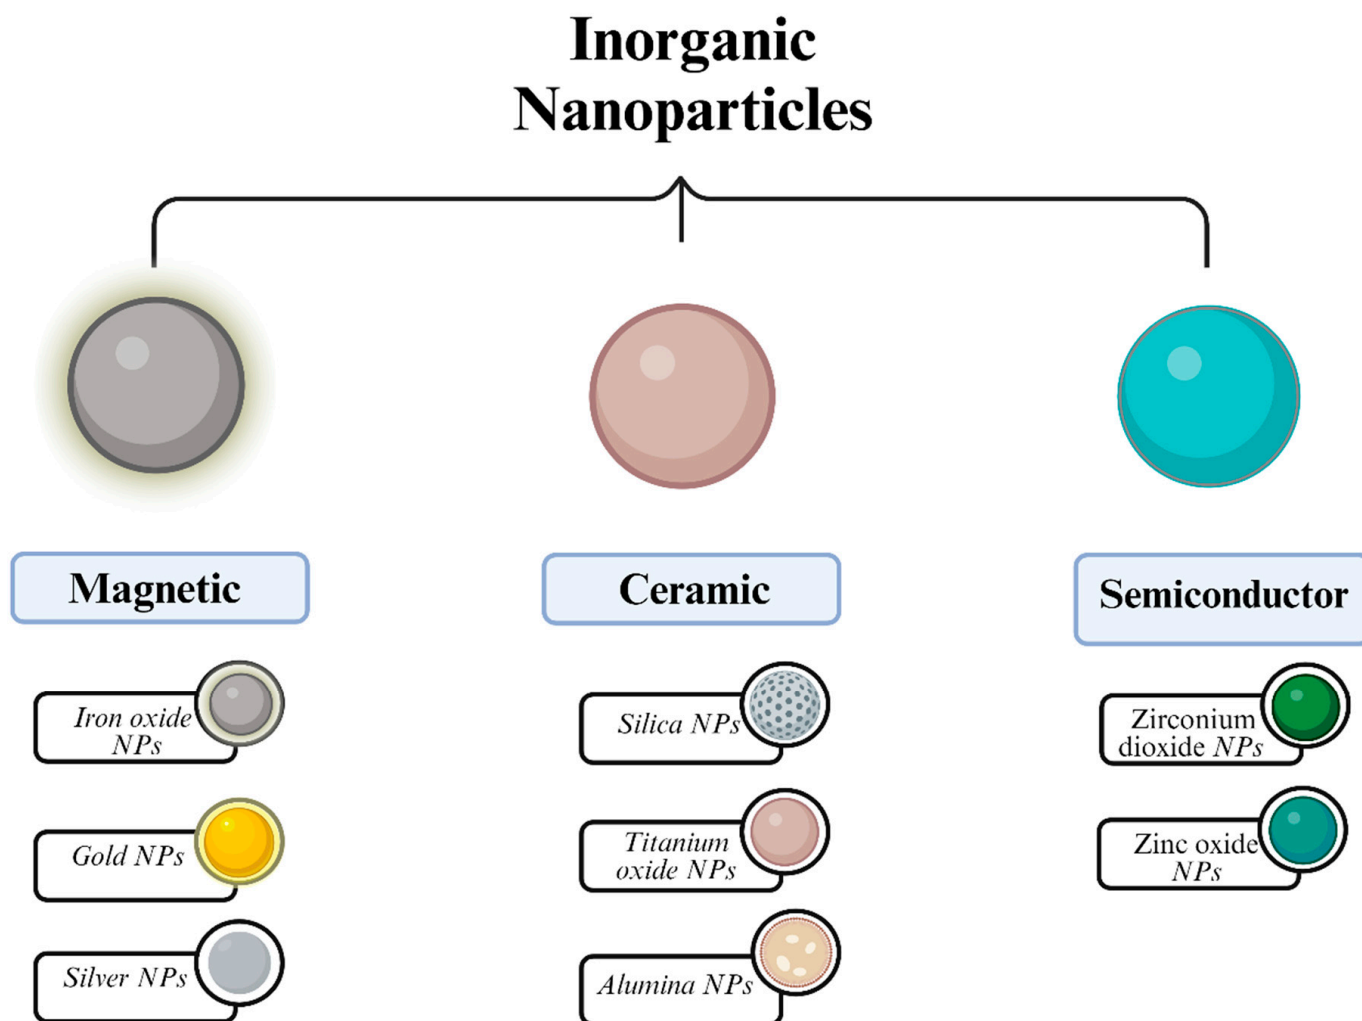 Inorganic
Nanoparticles
Magnetic
Iron oxide
NPs
Gold NPs
Silver NPs
Ceramic
Silica NPs
Titanium
oxide NPs
Alumina NPs
Semiconductor
Zirconium
dioxide NPs
Zinc oxide
NPs